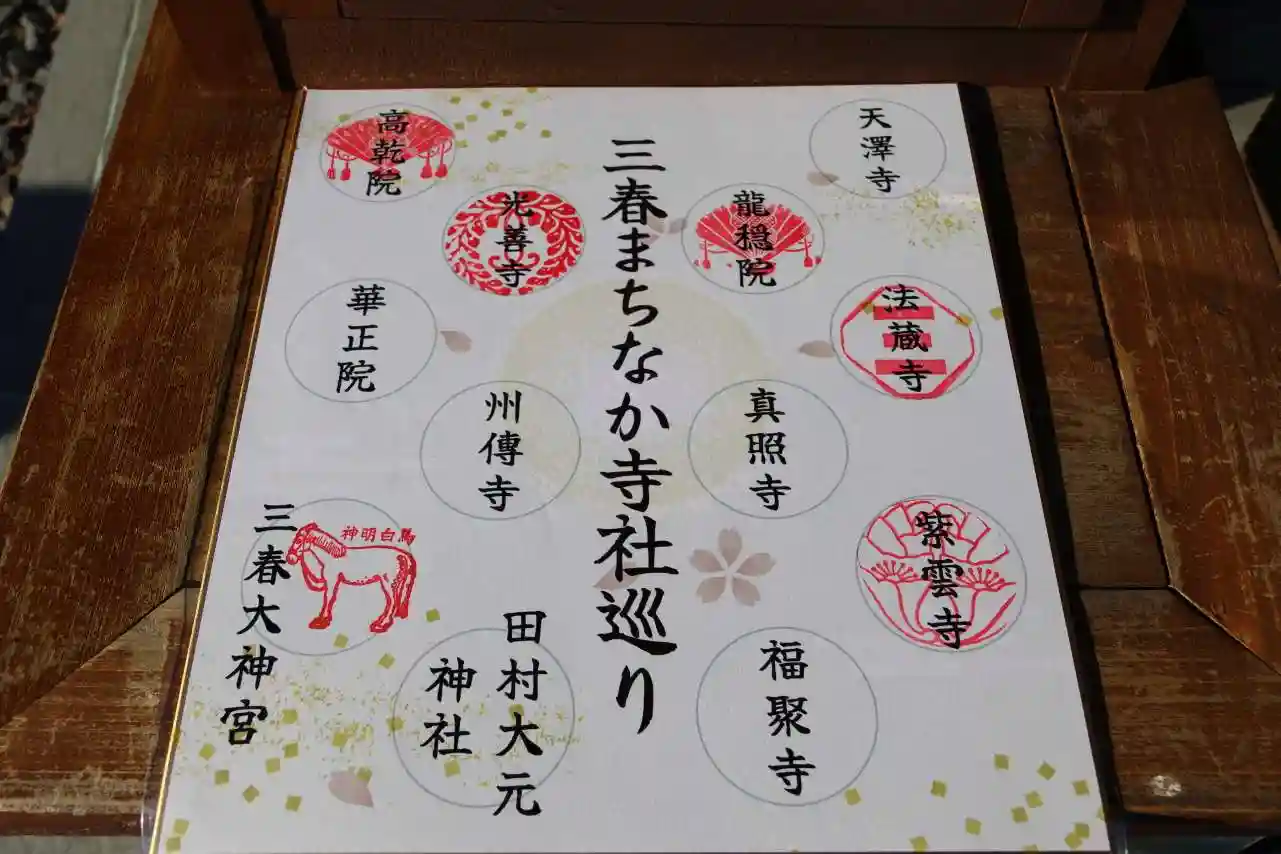 天澤寺
龍穏院
法蔵寺
真照寺
紫雲寺
福聚寺
三春まちなか寺社巡り
高乾院
光善寺
華正院
州傳寺
田村大元
神社
三春大神宮
神明白馬